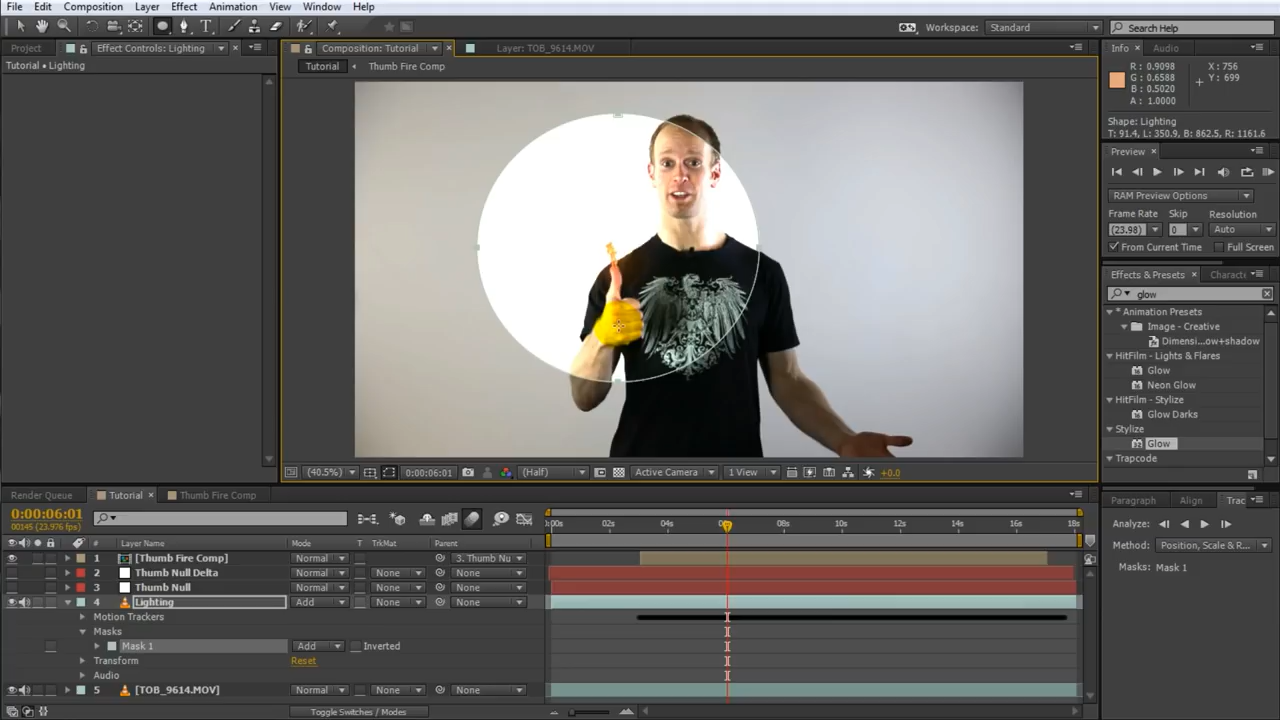 File Edit Composition Layer Effect Animation View Window Help
Workspace: Standard Search Help
Project Effect Controls: Lighting Composition: Tutorial Layer: TOB_9614.MOV Info Audio
Tutorial • Lighting
Tutorial Thumb Fire Comp
R : 0.9098
G : 0.6588
B : 0.5020
A : 1.0000
X : 756
Y : 699
Shape: Lighting
T: 91.4, L: 350.9, B: 862.5, R: 1161.6
Preview
RAM Preview Options
Frame Rate Skip Resolution
(23.98) 0 Auto
From Current Time Full Screen
Effects & Presets
glow
* Animation Presets
Image - Creative
HitFilm - Lights & Flares
Glow
Neon Glow
HitFilm - Stylize
Glow Darks
Stylize
Glow
Trapcode
(40.5%) 0:00:06:01 (Half) Active Camera 1 View +0.0
Render Queue Tutorial Thumb Fire Comp
Paragraph Align
0:00:06:01
00145 (23.976 fps)
# Layer Name Mode T TrkMat Parent
02s 04s 08s 10s 12s 14s 16s 18s
1 [Thumb Fire Comp] Normal 3. Thumb Nu
2 Thumb Null Delta Normal None None
3 Thumb Null Normal None None
4 Lighting Add None None
Motion Trackers
Masks
Mask 1 Add Inverted
Transform Reset
Audio
5 [TOB_9614.MOV] Normal None None
Toggle Switches / Modes
Analyze:
Method: Position, Scale & R...
Masks: Mask 1